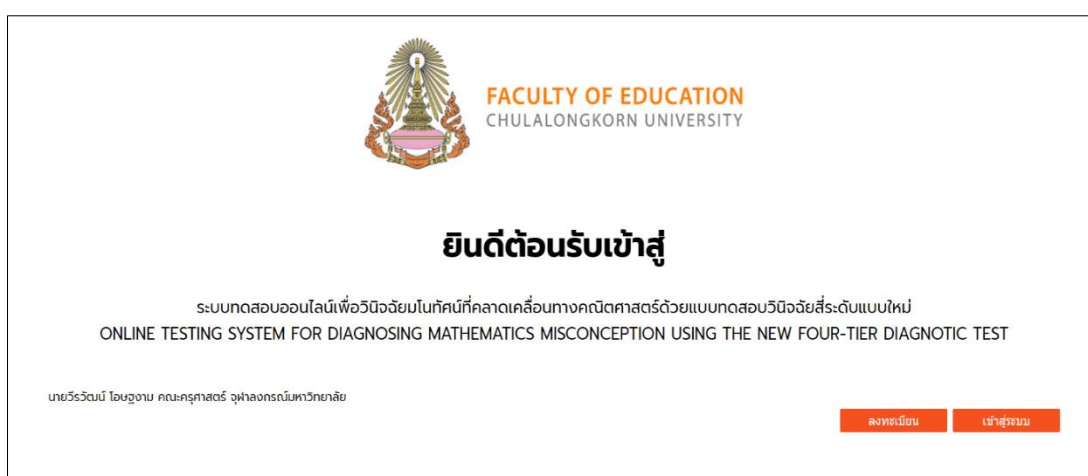 FACULTY OF EDUCATION
CHULALONGKORN UNIVERSITY
ยินดีต้อนรับเข้าสู่
ระบบทดสอบออนไลน์เพื่อวินิจฉัยมโนทัศน์ที่คลาดเคลื่อนทางคณิตศาสตร์ด้วยแบบทดสอบวินิจฉัยสี่ระดับแบบใหม่
ONLINE TESTING SYSTEM FOR DIAGNOSING MATHEMATICS MISCONCEPTION USING THE NEW FOUR-TIER DIAGNOTIC TEST
นายวีรวัฒน์ โอษฐงาม คณะครุศาสตร์ จุฬาลงกรณ์มหาวิทยาลัย
ลงทะเบียน เข้าสู่ระบบ